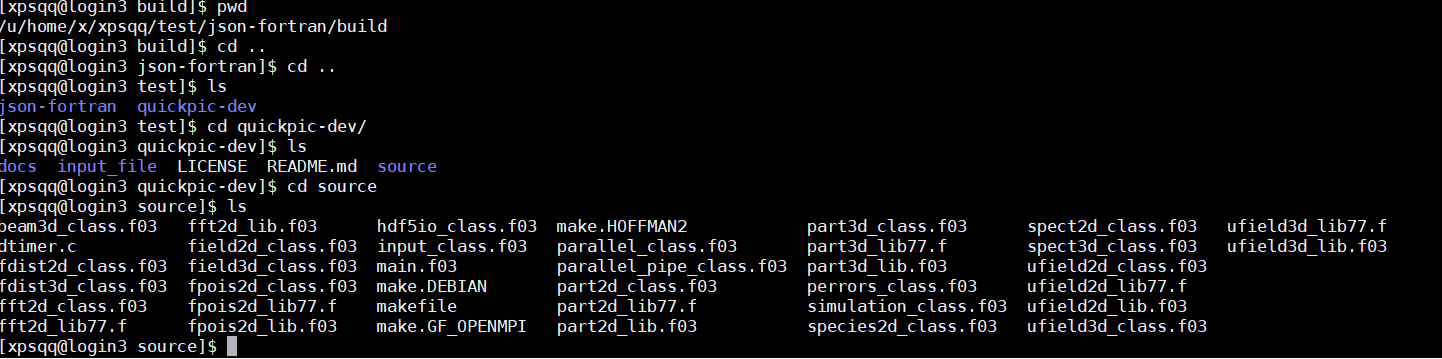 [xpsqq@login3 build]$ pwd
/u/home/x/xpsqq/test/json-fortran/build
[xpsqq@login3 build]$ cd ..
[xpsqq@login3 json-fortran]$ cd ..
[xpsqq@login3 test]$ ls
json-fortran  quickpic-dev
[xpsqq@login3 test]$ cd quickpic-dev/
[xpsqq@login3 quickpic-dev]$ ls
docs  input_file  LICENSE  README.md  source
[xpsqq@login3 quickpic-dev]$ cd source
[xpsqq@login3 source]$ ls
beam3d_class.f03  fft2d_lib.f03  hdf5io_class.f03  make.HOFFMAN2  part3d_class.f03  spect2d_class.f03  ufield3d_lib77.f
dtimer.c  field2d_class.f03  input_class.f03  parallel_class.f03  part3d_lib77.f  spect3d_class.f03  ufield3d_lib.f03
fdist2d_class.f03  field3d_class.f03  main.f03  parallel_pipe_class.f03  part3d_lib.f03  ufield2d_class.f03
fdist3d_class.f03  fpois2d_class.f03  make.DEBIAN  part2d_class.f03  perrors_class.f03  ufield2d_lib77.f
fft2d_class.f03  fpois2d_lib77.f  makefile  part2d_lib77.f  simulation_class.f03  ufield2d_lib.f03
fft2d_lib77.f  fpois2d_lib.f03  make.GF_OPENMPI  part2d_lib.f03  species2d_class.f03  ufield3d_class.f03
[xpsqq@login3 source]$